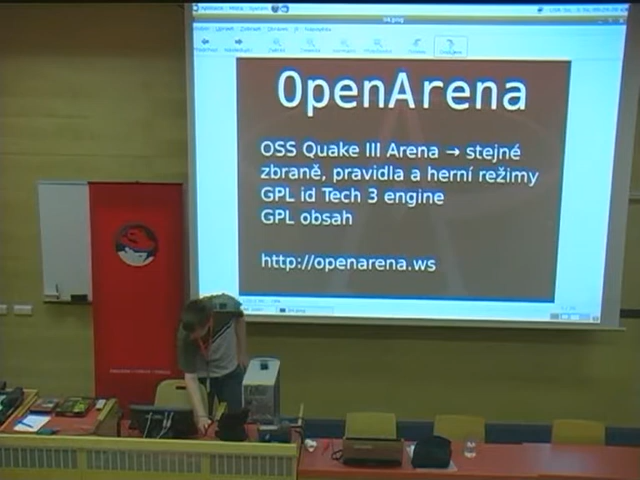 OpenArena
OSS Quake III Arena → stejné
zbraně, pravidla a herní režimy
GPL id Tech 3 engine
GPL obsah
http://openarena.ws